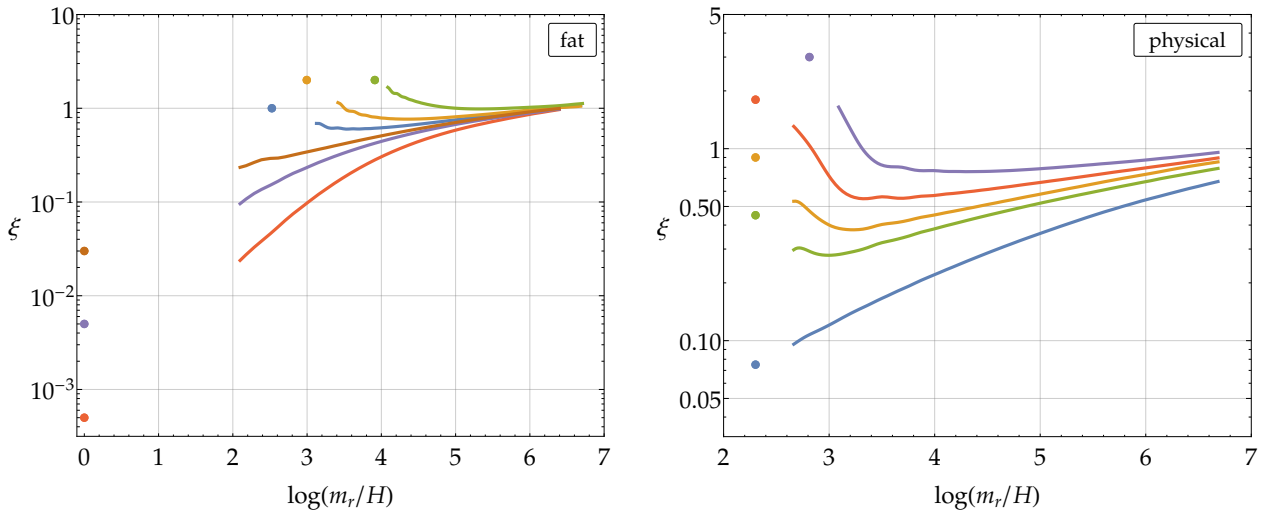 fat
10
1
10⁻¹
10⁻²
10⁻³
ξ
0 1 2 3 4 5 6 7
log(m_r/H)
physical
5
1
0.50
0.10
0.05
ξ
2 3 4 5 6 7
log(m_r/H)